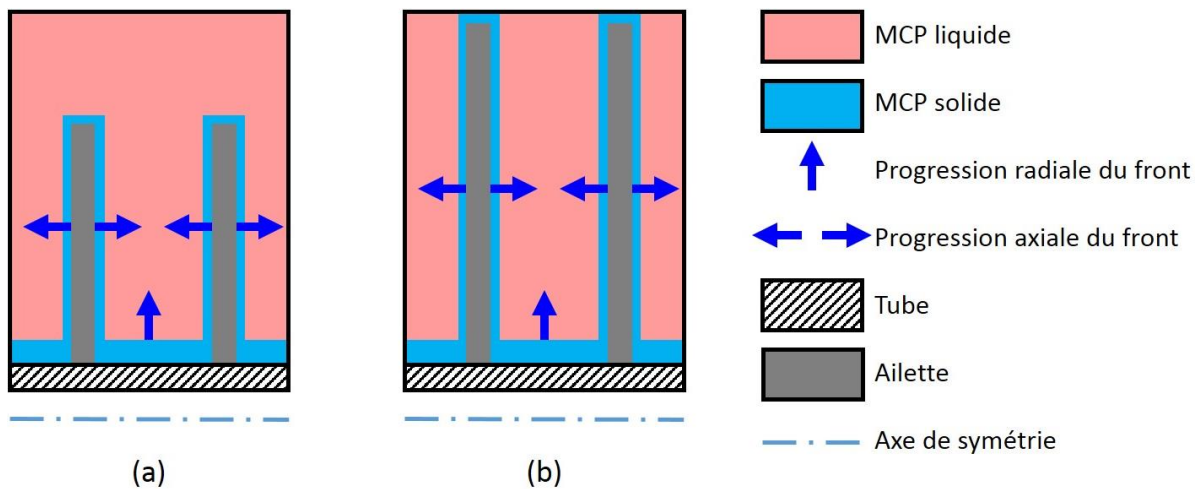 MCP liquide
MCP solide
Progression radiale du front
Progression axiale du front
Tube
Ailette
Axe de symétrie
(a)
(b)